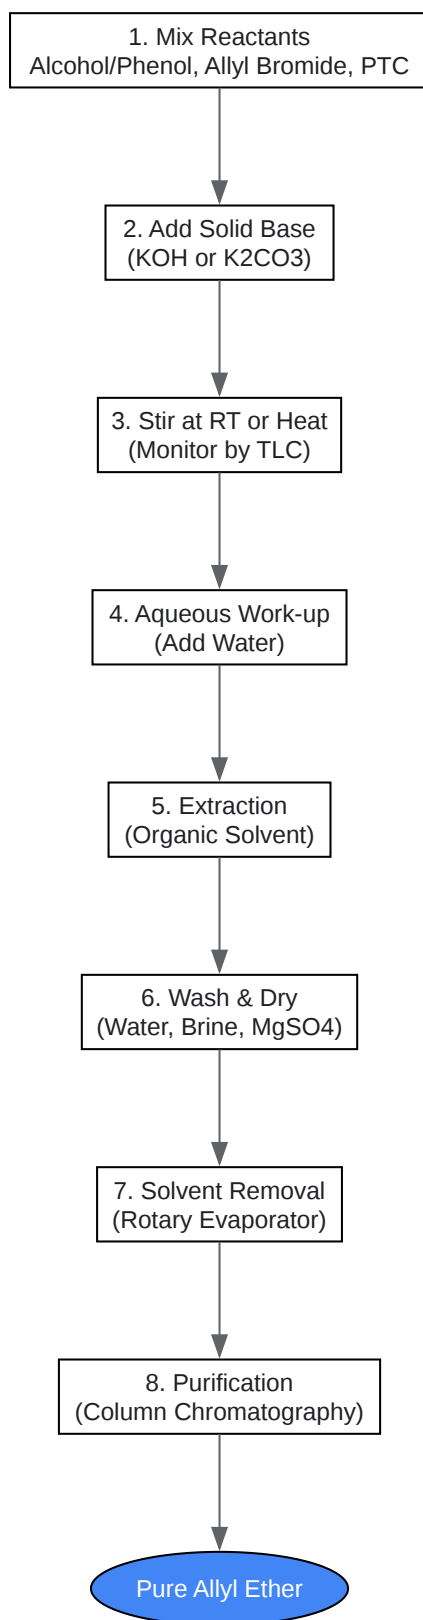 1. Mix Reactants
Alcohol/Phenol, Allyl Bromide, PTC
2. Add Solid Base
(KOH or K2CO3)
3. Stir at RT or Heat
(Monitor by TLC)
4. Aqueous Work-up
(Add Water)
5. Extraction
(Organic Solvent)
6. Wash & Dry
(Water, Brine, MgSO4)
7. Solvent Removal
(Rotary Evaporator)
8. Purification
(Column Chromatography)
Pure Allyl Ether